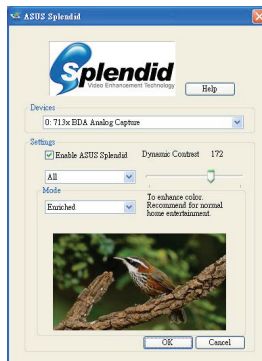 ASUS Splendid
Splendid
Video Enhancement Technology
Help
Devices
0: 713x BDA Analog Capture
Settings
Enable ASUS Splendid
Dynamic Contrast 172
All
Mode
Enriched
To enhance color.
Recommend for normal
home entertainment.
OK
Cancel